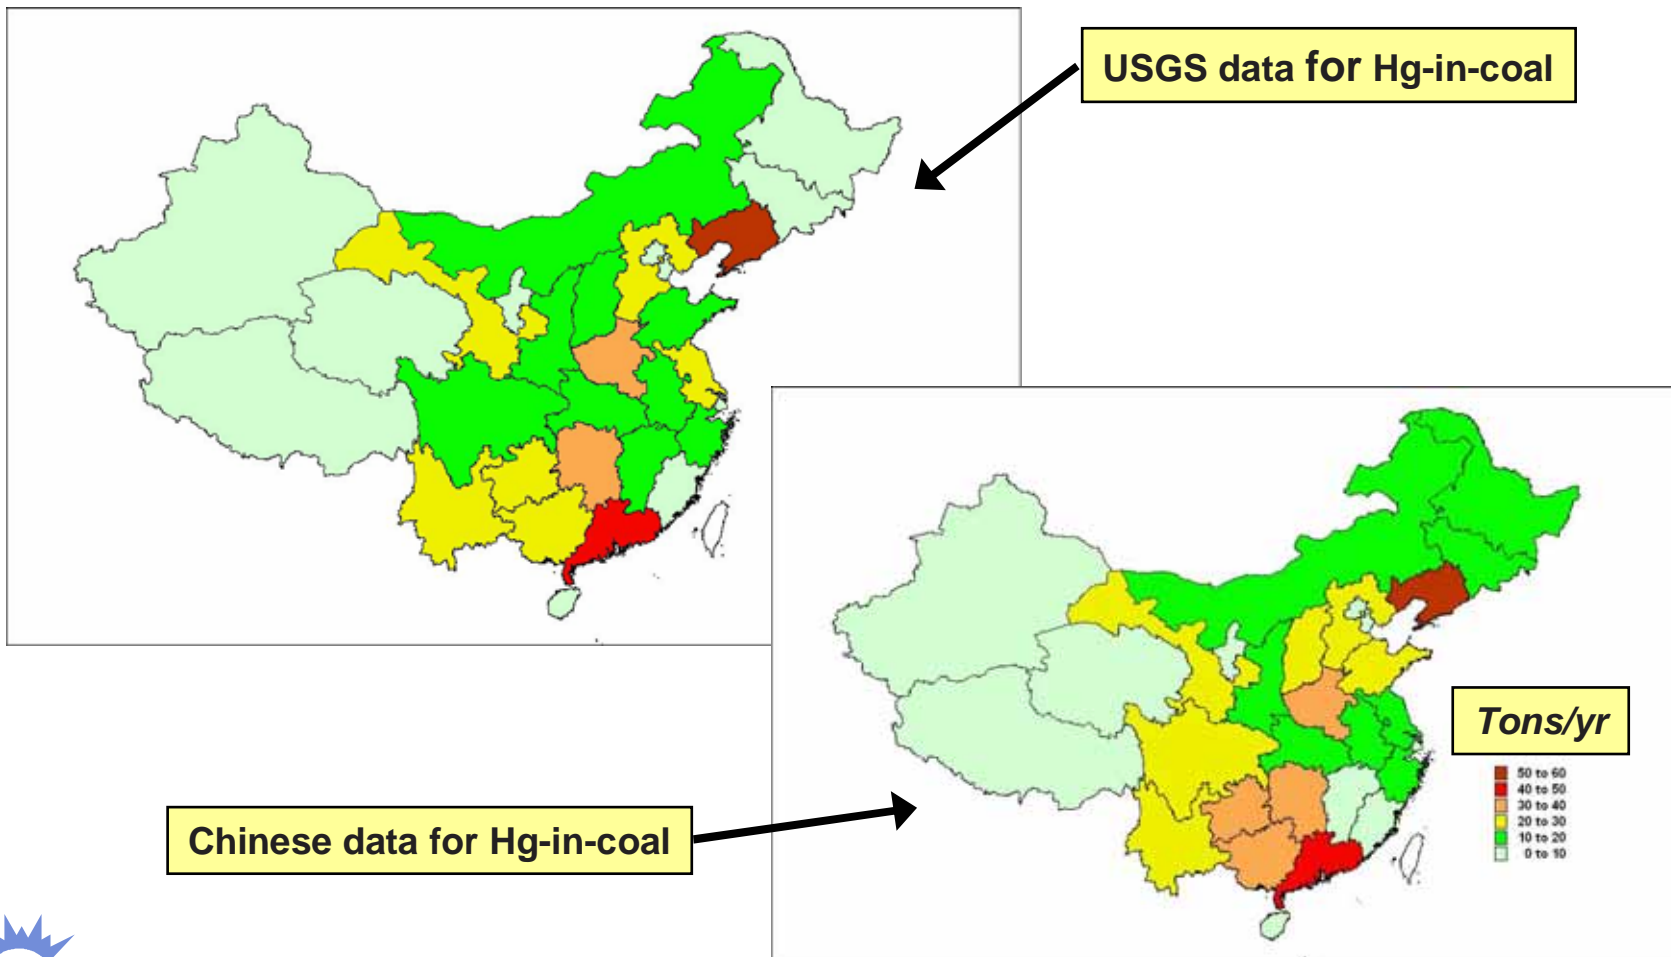 USGS data for Hg-in-coal
Tons/yr
50 to 60
40 to 50
30 to 40
20 to 30
10 to 20
0 to 10
Chinese data for Hg-in-coal